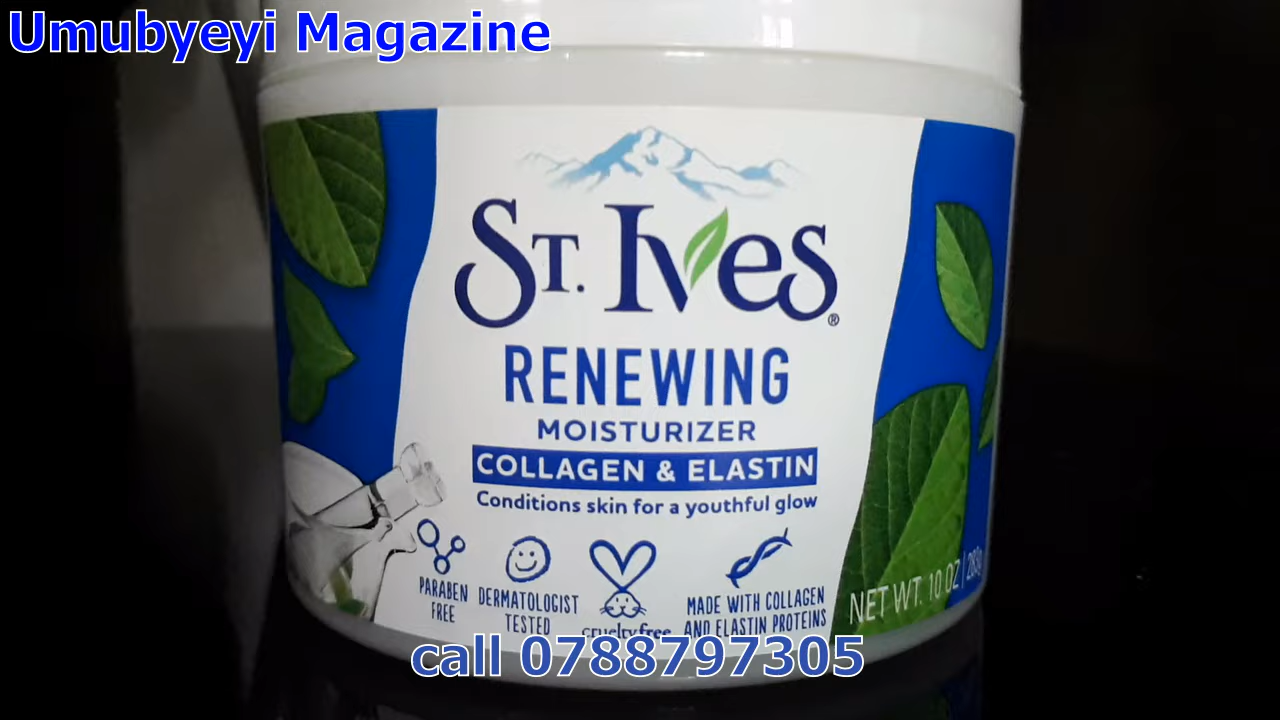 Umubyeyi Magazine
ST. Ives®
RENEWING
MOISTURIZER
COLLAGEN & ELASTIN
Conditions skin for a youthful glow
PARABEN
FREE
DERMATOLOGIST
TESTED
cruelty free
MADE WITH COLLAGEN
AND ELASTIN PROTEINS
NET WT. 10 OZ | 283g
call 0788797305